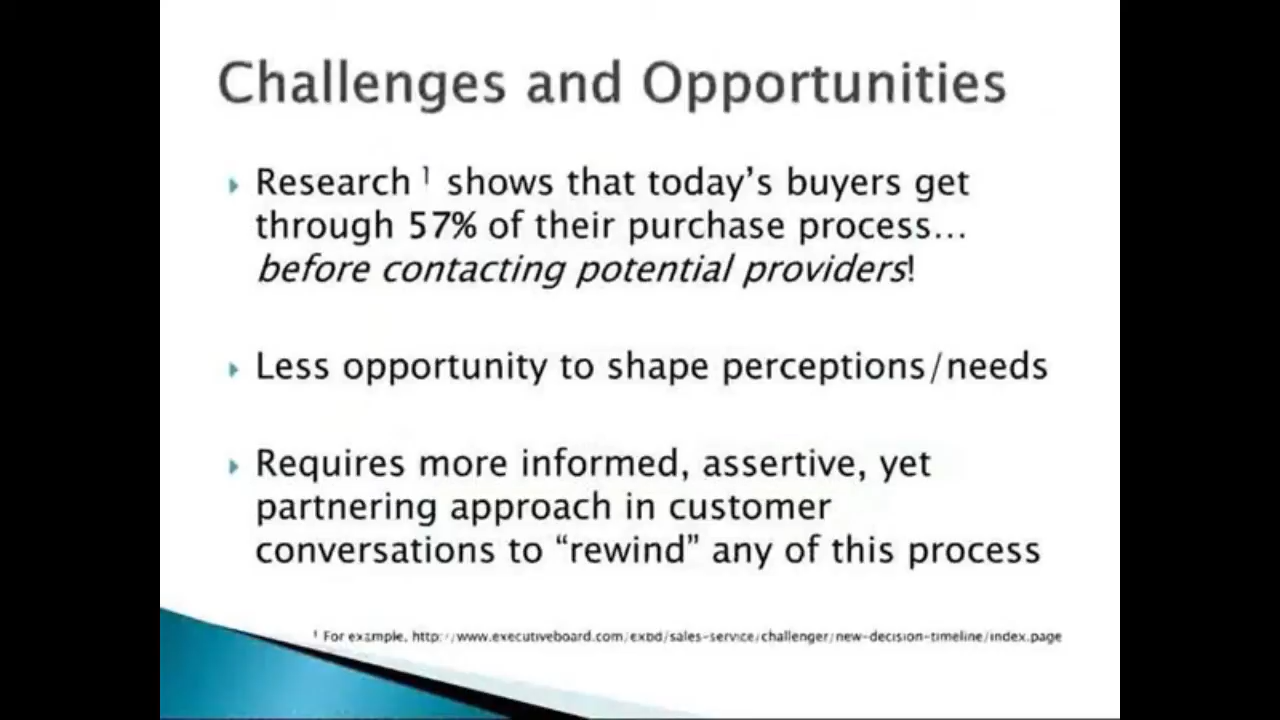 Challenges and Opportunities
Research ¹ shows that today's buyers get
through 57% of their purchase process…
before contacting potential providers!
Less opportunity to shape perceptions/needs
Requires more informed, assertive, yet
partnering approach in customer
conversations to “rewind” any of this process
¹ For example, http://www.executiveboard.com/exbd/sales-service/challenger/new-decision-timeline/index.page